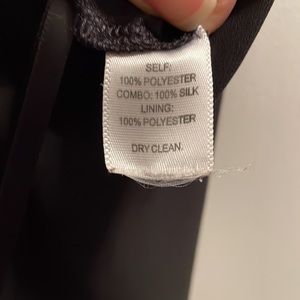 SELF:
100% POLYESTER
COMBO: 100% SILK
LINING:
100% POLYESTER
DRY CLEAN.